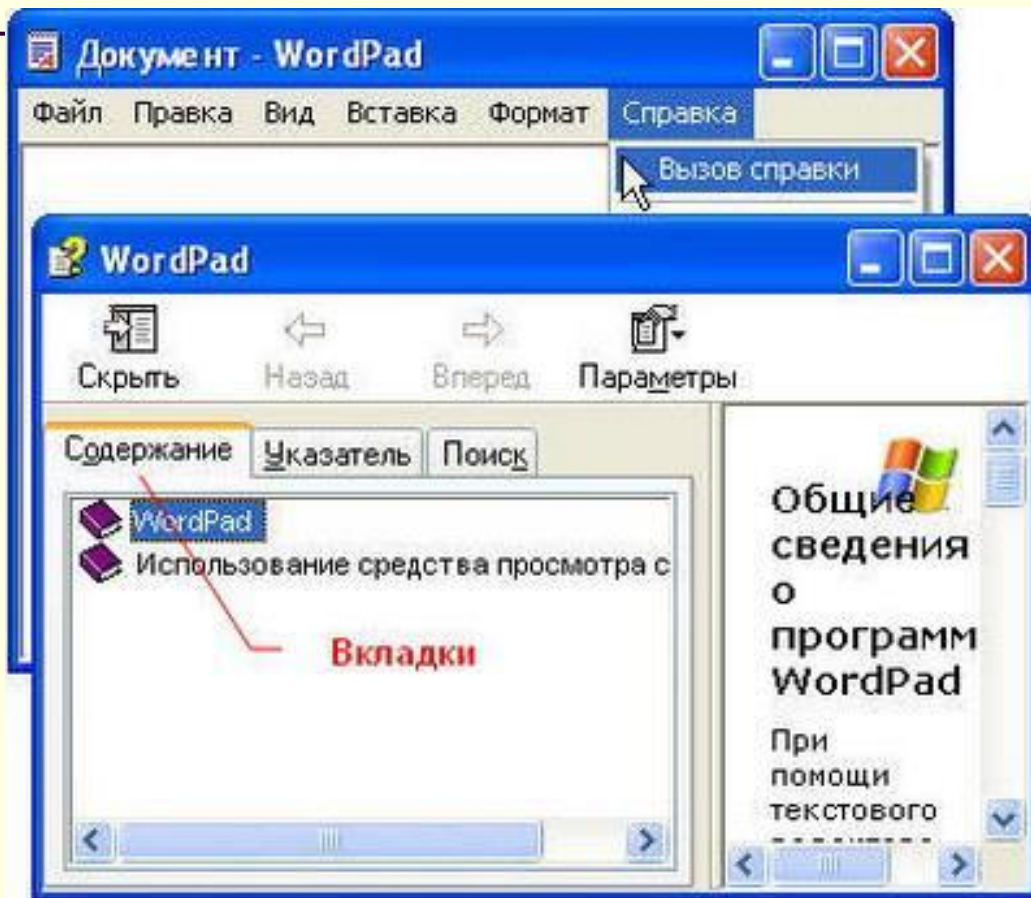 Документ - WordPad
Файл Правка Вид Вставка Формат Справка
Вызов справки
WordPad
Скрыть Назад Вперед Параметры
Содержание Указатель Поиск
WordPad
Использование средства просмотра с
Вкладки
Общие
сведения
о
программ
WordPad
При
помощи
текстового